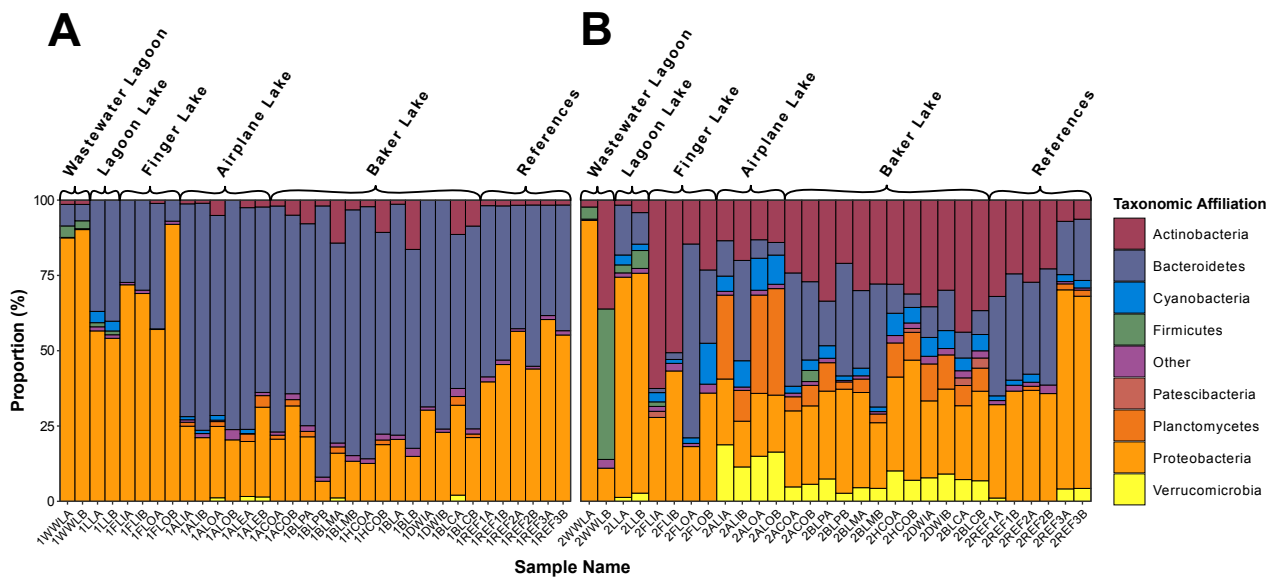 A
Wastewater Lagoon
Lagoon Lake
Finger Lake
Airplane Lake
Baker Lake
References
B
Wastewater Lagoon
Lagoon Lake
Finger Lake
Airplane Lake
Baker Lake
References
Proportion (%)
100
75
50
25
0
1WWLA
1WWLB
1LLA
1LLB
1FLIA
1FLIB
1FLOA
1FLOB
1ALIA
1ALIB
1ALOA
1ALOB
1ALEA
1ALEB
1ACOA
1ACOB
1BLPA
1BLPB
1BLMA
1BLMB
1HCOA
1HCOB
1BLA
1BLB
1DWIA
1DWIB
1BLCA
1BLCB
1REF1A
1REF1B
1REF2A
1REF2B
1REF3A
1REF3B
2WWLA
2WWLB
2LLA
2LLB
2FLIA
2FLIB
2FLOA
2FLOB
2ALIA
2ALIB
2ALOA
2ALOB
2ACOA
2ACOB
2BLPA
2BLPB
2BLMA
2BLMB
2HCOA
2HCOB
2DWIA
2DWIB
2BLCA
2BLCB
2REF1A
2REF1B
2REF2A
2REF2B
2REF3A
2REF3B
Sample Name
Taxonomic Affiliation
Actinobacteria
Bacteroidetes
Cyanobacteria
Firmicutes
Other
Patescibacteria
Planctomycetes
Proteobacteria
Verrucomicrobia